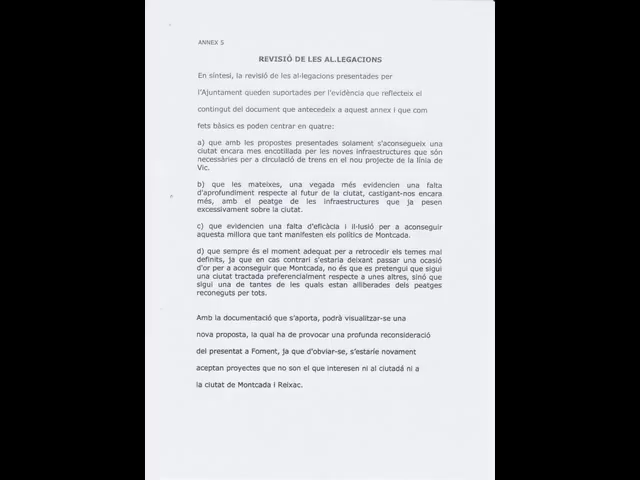 ANNEX 5
REVISIÓ DE LES AL.LEGACIONS
En síntesi, la revisió de les al·legacions presentades per
l'Ajuntament queden suportades per l'evidència que reflecteix el
contingut del document que antecedeix a aquest annex i que com
fets bàsics es poden centrar en quatre:
a) que amb les propostes presentades solament s'aconsegueix una
ciutat encara mes encotillada per les noves infraestructures que són
necessàries per a circulació de trens en el nou projecte de la línia de
Vic.
b) que les mateixes, una vegada més evidencien una falta
d'aprofundiment respecte al futur de la ciutat, castigant-nos encara
més, amb el peatge de les infraestructures que ja pesen
excessivament sobre la ciutat.
c) que evidencien una falta d'eficàcia i il·lusió per a aconseguir
aquesta millora que tant manifesten els polítics de Montcada.
d) que sempre és el moment adequat per a retrocedir els temes mal
definits, ja que en cas contrari s'estaria deixant passar una ocasió
d'or per a aconseguir que Montcada, no és que es pretengui que sigui
una ciutat tractada preferencialment respecte a unes altres, sinó que
sigui una de tantes de les quals estan alliberades dels peatges
reconeguts per tots.
Amb la documentació que s'aporta, podrà visualitzar-se una
nova proposta, la qual ha de provocar una profunda reconsideració
del presentat a Foment, ja que d'obviar-se, s'estaríe novament
aceptan proyectes que no son el que interesen ni al ciutadá ni a
la ciutat de Montcada i Reixac.